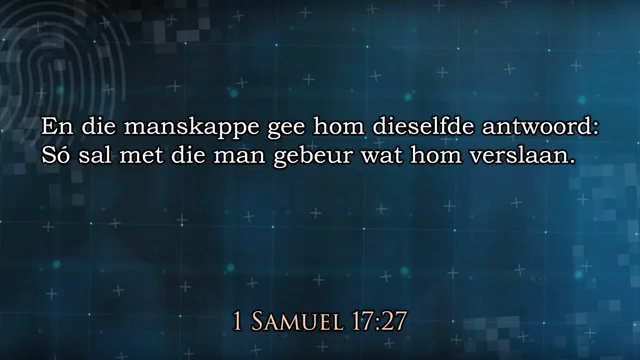 En die manskappe gee hom dieselfde antwoord:
Só sal met die man gebeur wat hom verslaan.
1 Samuel 17:27